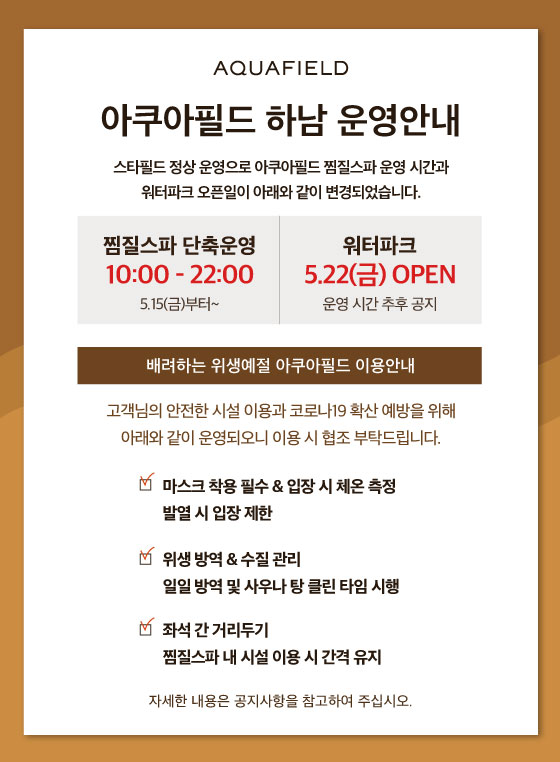 AQUAFIELD
아쿠아필드 하남 운영안내
스타필드 정상 운영으로 아쿠아필드 찜질스파 운영 시간과
워터파크 오픈일이 아래와 같이 변경되었습니다.
찜질스파 단축운영
10:00 - 22:00
5.15(금)부터~
워터파크
5.22(금) OPEN
운영 시간 추후 공지
배려하는 위생예절 아쿠아필드 이용안내
고객님의 안전한 시설 이용과 코로나19 확산 예방을 위해
아래와 같이 운영되오니 이용 시 협조 부탁드립니다.
마스크 착용 필수 & 입장 시 체온 측정
발열 시 입장 제한
위생 방역 & 수질 관리
일일 방역 및 사우나 탕 클린 타임 시행
좌석 간 거리두기
찜질스파 내 시설 이용 시 간격 유지
자세한 내용은 공지사항을 참고하여 주십시오.